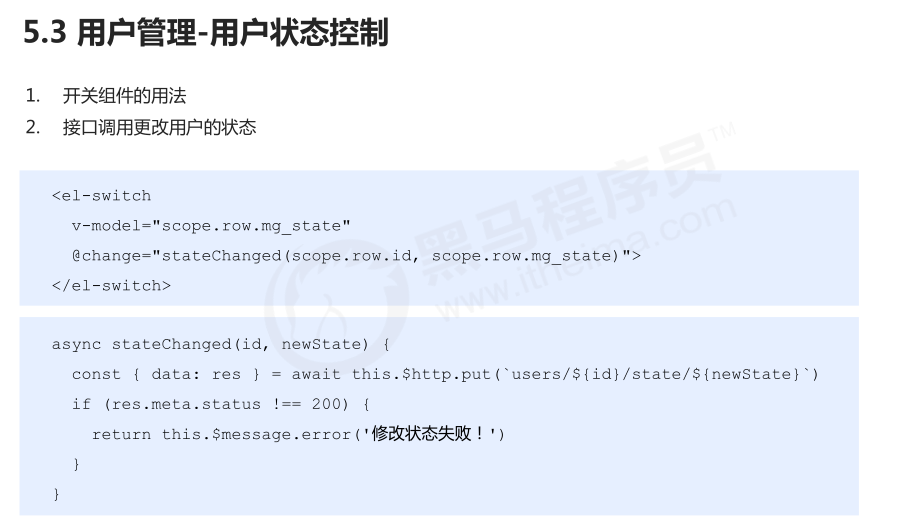 5.3 用户管理-用户状态控制
1. 开关组件的用法
2. 接口调用更改用户的状态
<el-switch
  v-model="scope.row.mg_state"
  @change="stateChanged(scope.row.id, scope.row.mg_state)">
</el-switch>
async stateChanged(id, newState) {
  const { data: res } = await this.$http.put(`users/${id}/state/${newState}`)
  if (res.meta.status !== 200) {
    return this.$message.error('修改状态失败！')
  }
}
黑马程序员™
www.itheima.com